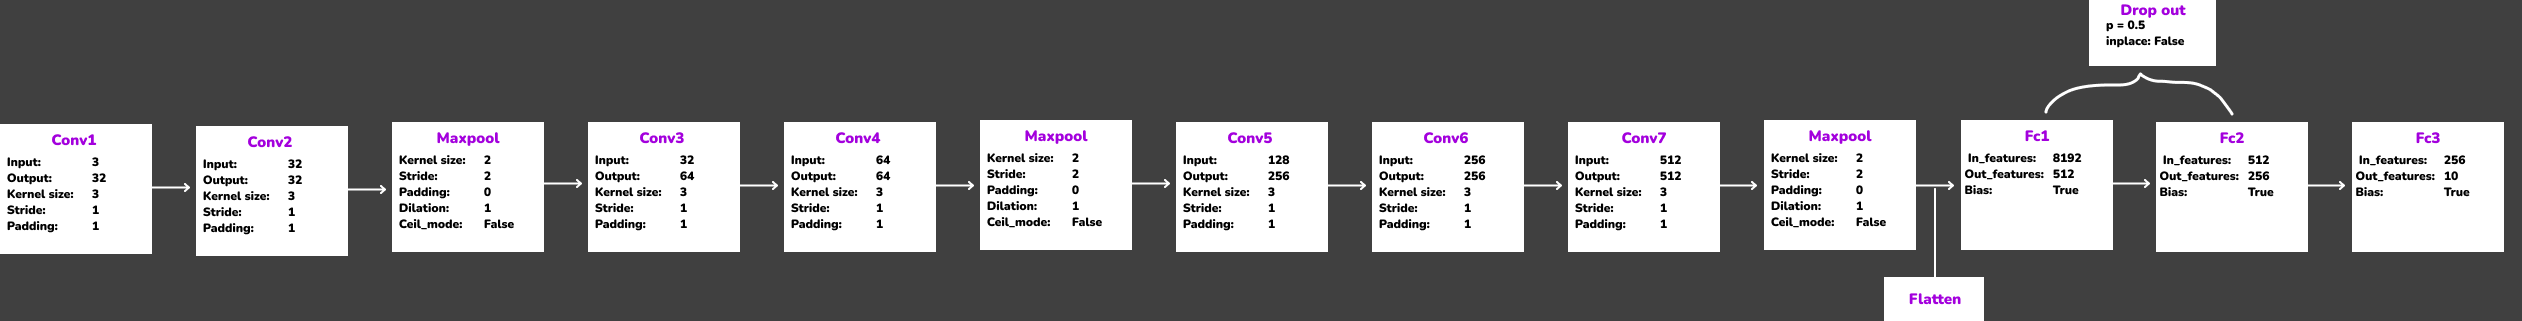 Drop out
p = 0.5
inplace: False
Conv1
Input: 3
Output: 32
Kernel size: 3
Stride: 1
Padding: 1
Conv2
Input: 32
Output: 32
Kernel size: 3
Stride: 1
Padding: 1
Maxpool
Kernel size: 2
Stride: 2
Padding: 0
Dilation: 1
Ceil_mode: False
Conv3
Input: 32
Output: 64
Kernel size: 3
Stride: 1
Padding: 1
Conv4
Input: 64
Output: 64
Kernel size: 3
Stride: 1
Padding: 1
Maxpool
Kernel size: 2
Stride: 2
Padding: 0
Dilation: 1
Ceil_mode: False
Conv5
Input: 128
Output: 256
Kernel size: 3
Stride: 1
Padding: 1
Conv6
Input: 256
Output: 256
Kernel size: 3
Stride: 1
Padding: 1
Conv7
Input: 512
Output: 512
Kernel size: 3
Stride: 1
Padding: 1
Maxpool
Kernel size: 2
Stride: 2
Padding: 0
Dilation: 1
Ceil_mode: False
Flatten
Fc1
In_features: 8192
Out_features: 512
Bias: True
Fc2
In_features: 512
Out_features: 256
Bias: True
Fc3
In_features: 256
Out_features: 10
Bias: True